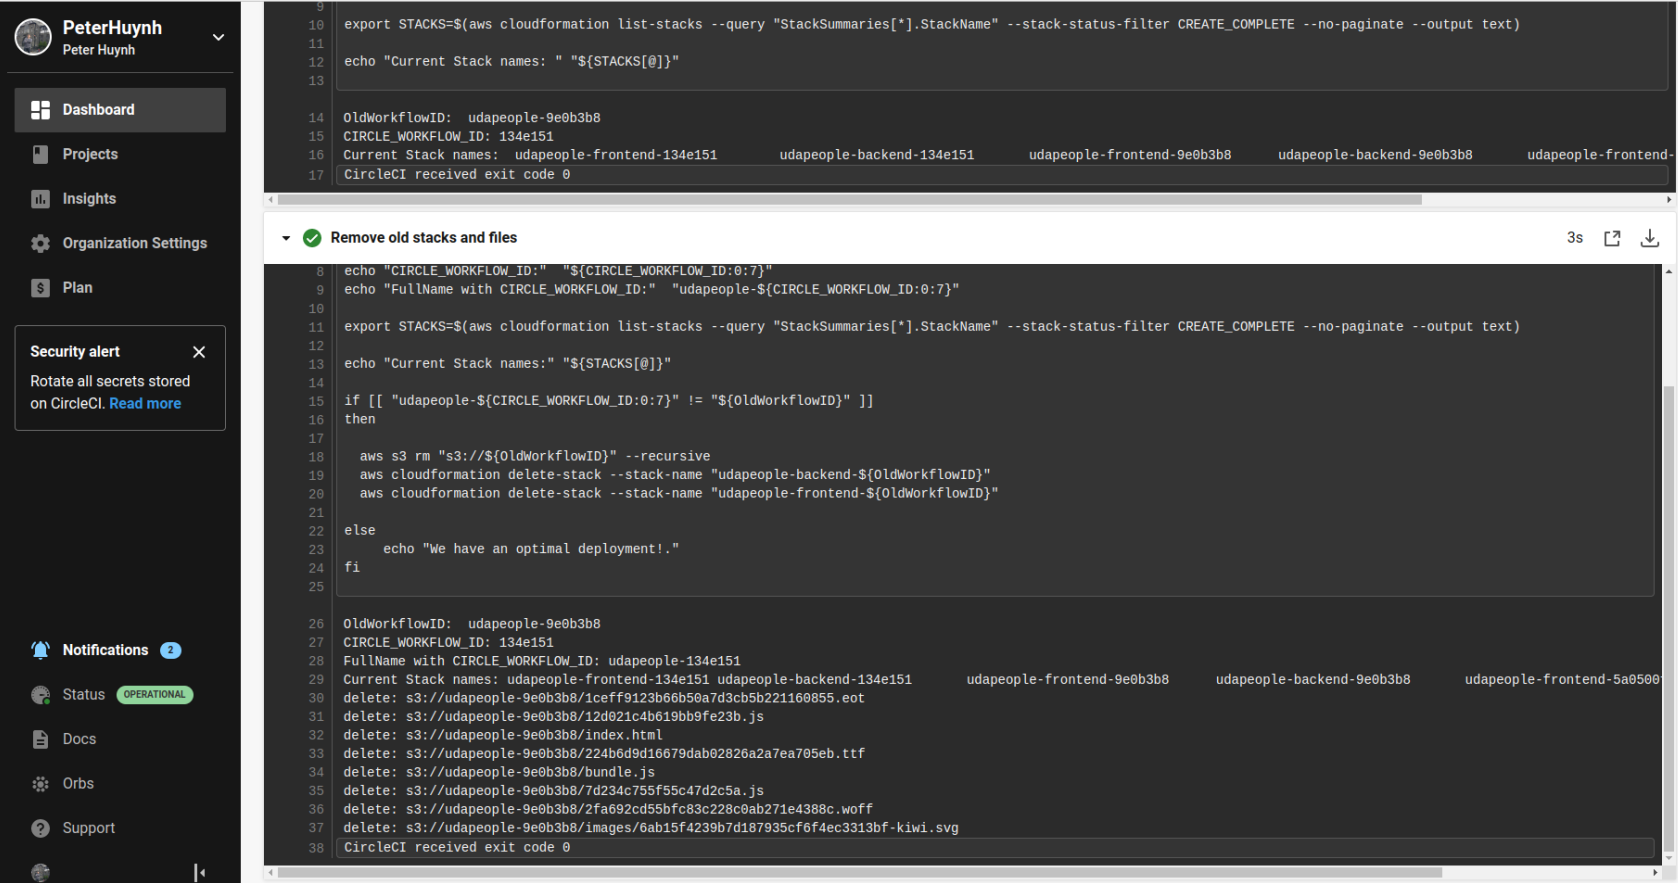 PeterHuynh
Peter Huynh
Dashboard
Projects
Insights
Organization Settings
Plan
Security alert
Rotate all secrets stored
on CircleCI. Read more
Notifications 2
Status OPERATIONAL
Docs
Orbs
Support
9
10 export STACKS=$(aws cloudformation list-stacks --query "StackSummaries[*].StackName" --stack-status-filter CREATE_COMPLETE --no-paginate --output text)
11
12 echo "Current Stack names: " "${STACKS[@]}"
13
14 OldWorkflowID:  udapeople-9e0b3b8
15 CIRCLE_WORKFLOW_ID: 134e151
16 Current Stack names:  udapeople-frontend-134e151        udapeople-backend-134e151       udapeople-frontend-9e0b3b8      udapeople-backend-9e0b3b8       udapeople-frontend-
17 CircleCI received exit code 0
Remove old stacks and files 3s
8 echo "CIRCLE_WORKFLOW_ID:"  "${CIRCLE_WORKFLOW_ID:0:7}"
9 echo "FullName with CIRCLE_WORKFLOW_ID:"  "udapeople-${CIRCLE_WORKFLOW_ID:0:7}"
10
11 export STACKS=$(aws cloudformation list-stacks --query "StackSummaries[*].StackName" --stack-status-filter CREATE_COMPLETE --no-paginate --output text)
12
13 echo "Current Stack names:" "${STACKS[@]}"
14
15 if [[ "udapeople-${CIRCLE_WORKFLOW_ID:0:7}" != "${OldWorkflowID}" ]]
16 then
17
18   aws s3 rm "s3://${OldWorkflowID}" --recursive
19   aws cloudformation delete-stack --stack-name "udapeople-backend-${OldWorkflowID}"
20   aws cloudformation delete-stack --stack-name "udapeople-frontend-${OldWorkflowID}"
21
22 else
23      echo "We have an optimal deployment!."
24 fi
25
26 OldWorkflowID:  udapeople-9e0b3b8
27 CIRCLE_WORKFLOW_ID: 134e151
28 FullName with CIRCLE_WORKFLOW_ID: udapeople-134e151
29 Current Stack names: udapeople-frontend-134e151 udapeople-backend-134e151       udapeople-frontend-9e0b3b8      udapeople-backend-9e0b3b8       udapeople-frontend-5a0500
30 delete: s3://udapeople-9e0b3b8/1ceff9123b66b50a7d3cb5b221160855.eot
31 delete: s3://udapeople-9e0b3b8/12d021c4b619bb9fe23b.js
32 delete: s3://udapeople-9e0b3b8/index.html
33 delete: s3://udapeople-9e0b3b8/224b6d9d16679dab02826a2a7ea705eb.ttf
34 delete: s3://udapeople-9e0b3b8/bundle.js
35 delete: s3://udapeople-9e0b3b8/7d234c755f55c47d2c5a.js
36 delete: s3://udapeople-9e0b3b8/2fa692cd55bfc83c228c0ab271e4388c.woff
37 delete: s3://udapeople-9e0b3b8/images/6ab15f4239b7d187935cf6f4ec3313bf-kiwi.svg
38 CircleCI received exit code 0